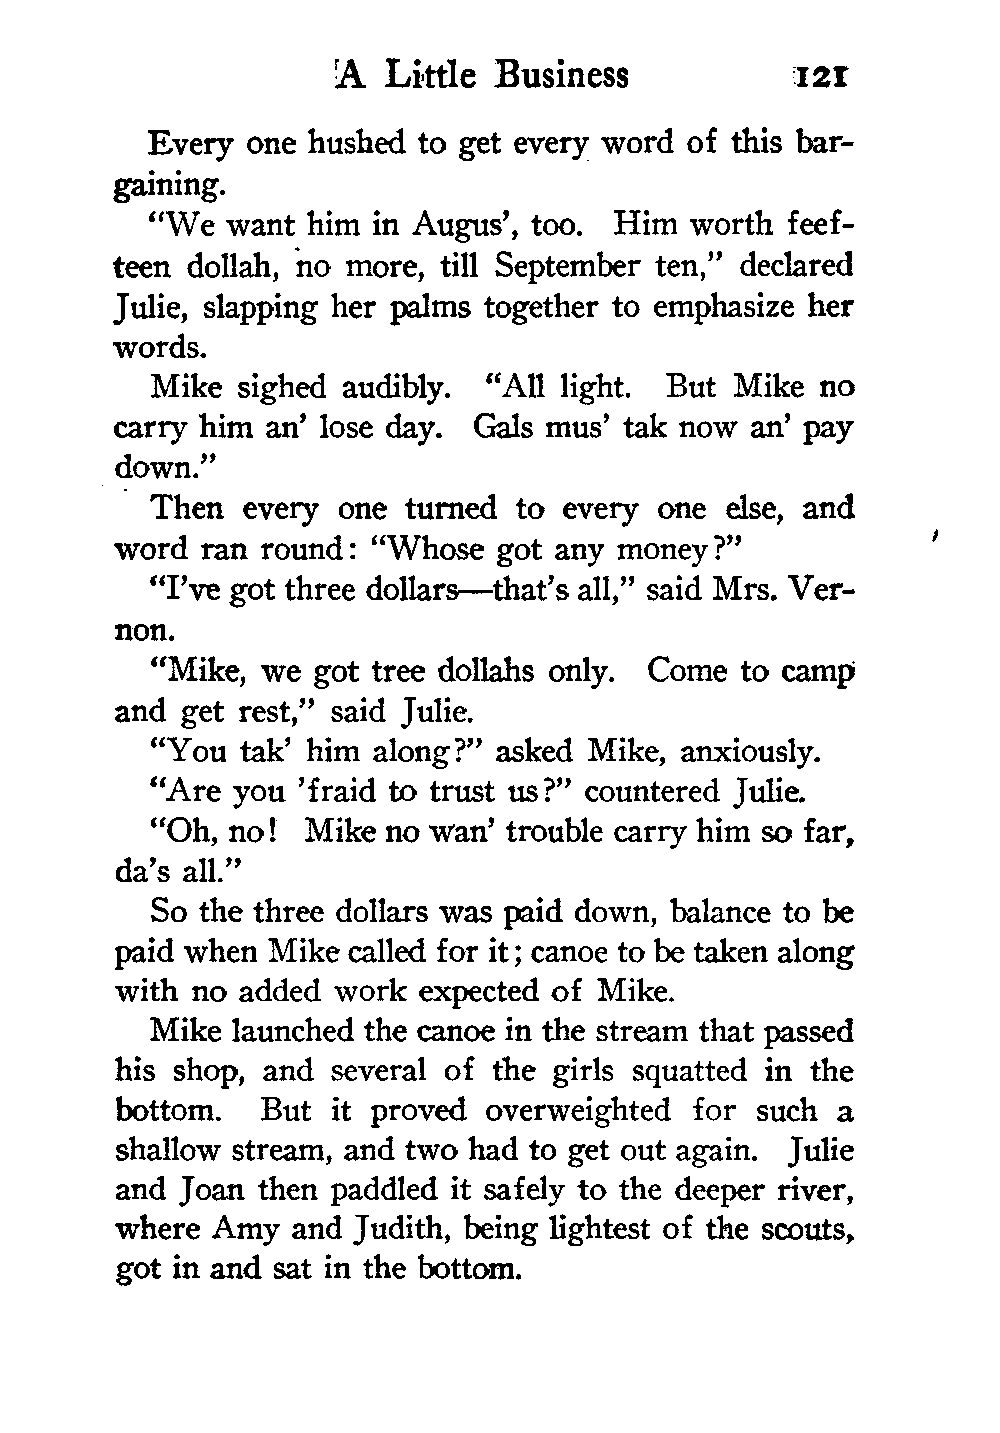 A Little Business 121
Every one hushed to get every word of this bar-
gaining.
“We want him in Augus’, too. Him worth feef-
teen dollah, no more, till September ten,” declared
Julie, slapping her palms together to emphasize her
words.
Mike sighed audibly. “All light. But Mike no
carry him an’ lose day. Gals mus’ tak now an’ pay
down.”
Then every one turned to every one else, and
word ran round: “Whose got any money?”
“I’ve got three dollars—that’s all,” said Mrs. Ver-
non.
“Mike, we got tree dollahs only. Come to camp
and get rest,” said Julie.
“You tak’ him along?” asked Mike, anxiously.
“Are you ’fraid to trust us?” countered Julie.
“Oh, no! Mike no wan’ trouble carry him so far,
da’s all.”
So the three dollars was paid down, balance to be
paid when Mike called for it; canoe to be taken along
with no added work expected of Mike.
Mike launched the canoe in the stream that passed
his shop, and several of the girls squatted in the
bottom. But it proved overweighted for such a
shallow stream, and two had to get out again. Julie
and Joan then paddled it safely to the deeper river,
where Amy and Judith, being lightest of the scouts,
got in and sat in the bottom.